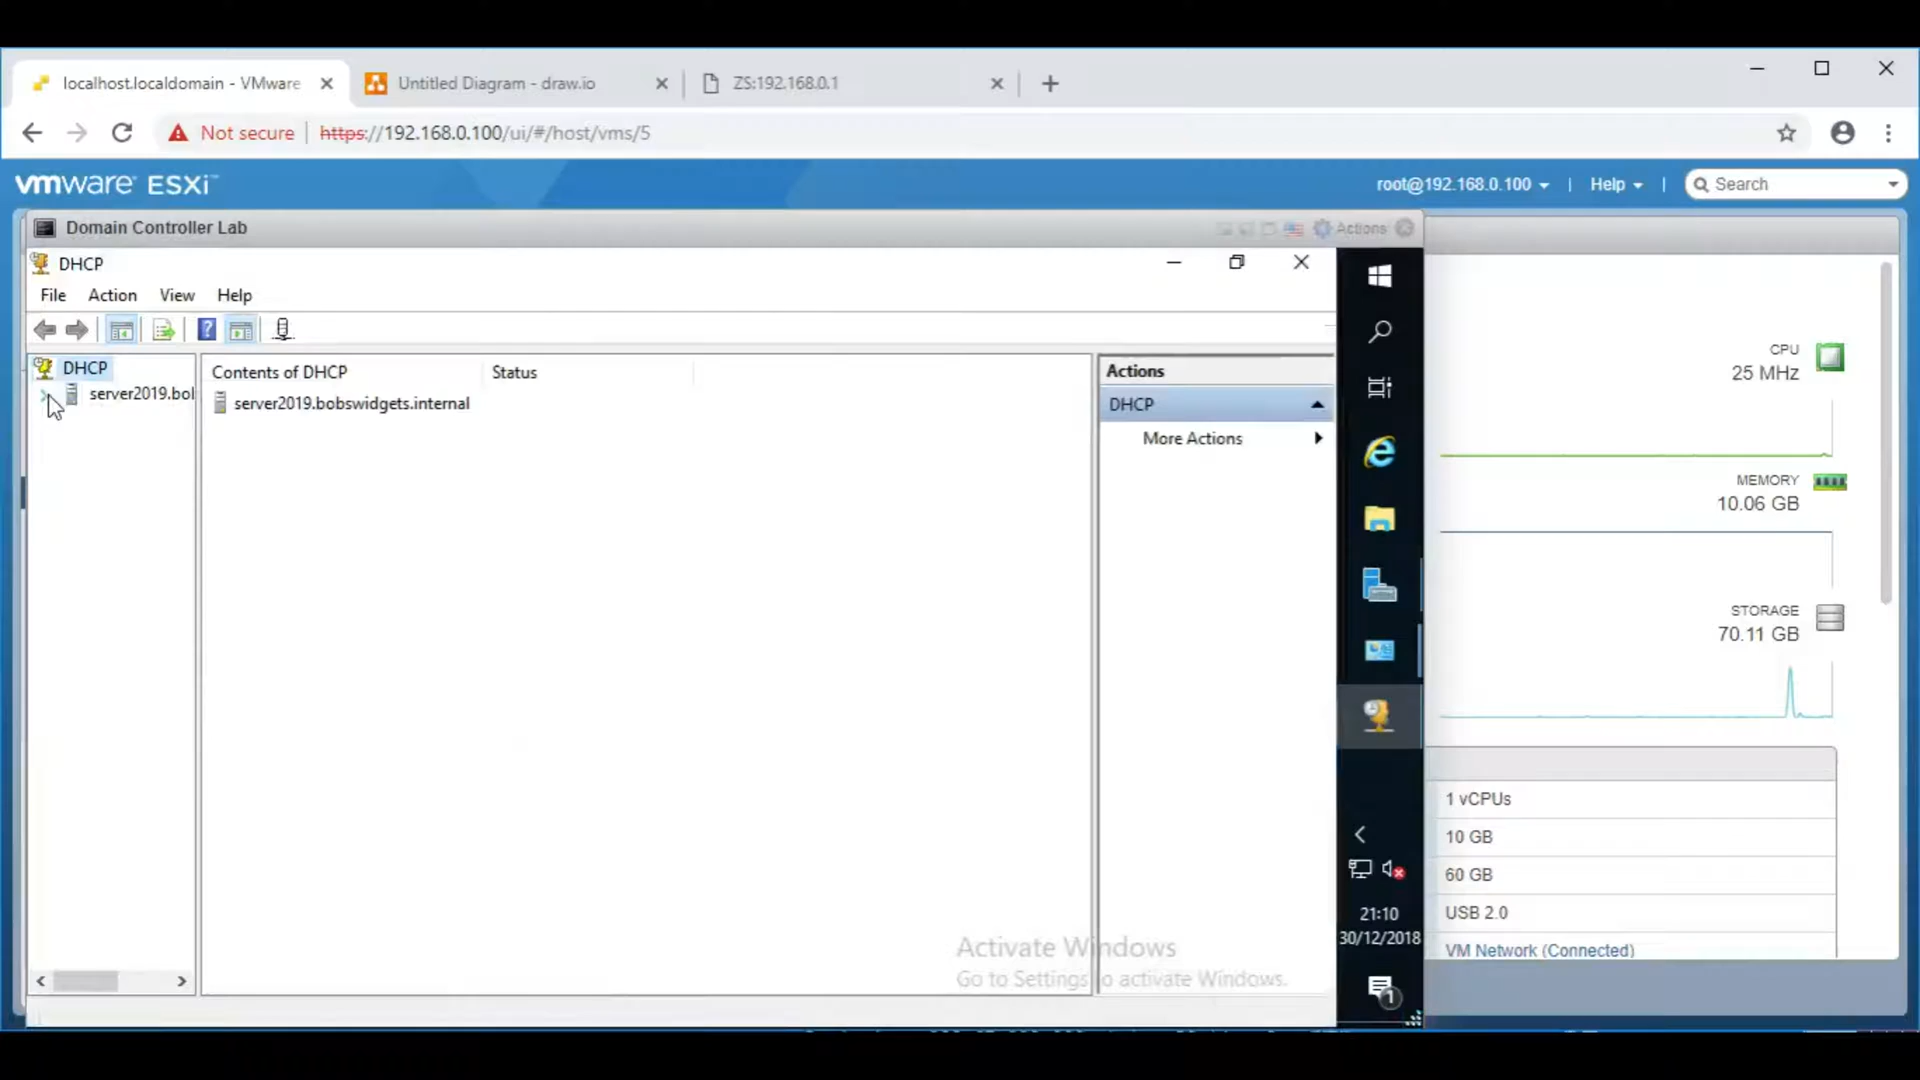 localhost.localdomain - VMware
Untitled Diagram - draw.io
ZS:192.168.0.1
Not secure
https://192.168.0.100/ui/#/host/vms/5
vmware ESXi™
root@192.168.0.100
Help
Search
Domain Controller Lab
Actions
DHCP
File Action View Help
DHCP
server2019.bol
Contents of DHCP
Status
server2019.bobswidgets.internal
Actions
DHCP
More Actions
CPU
25 MHz
MEMORY
10.06 GB
STORAGE
70.11 GB
1 vCPUs
10 GB
60 GB
USB 2.0
VM Network (Connected)
Activate Windows
Go to Settings to activate Windows.
21:10
30/12/2018
1